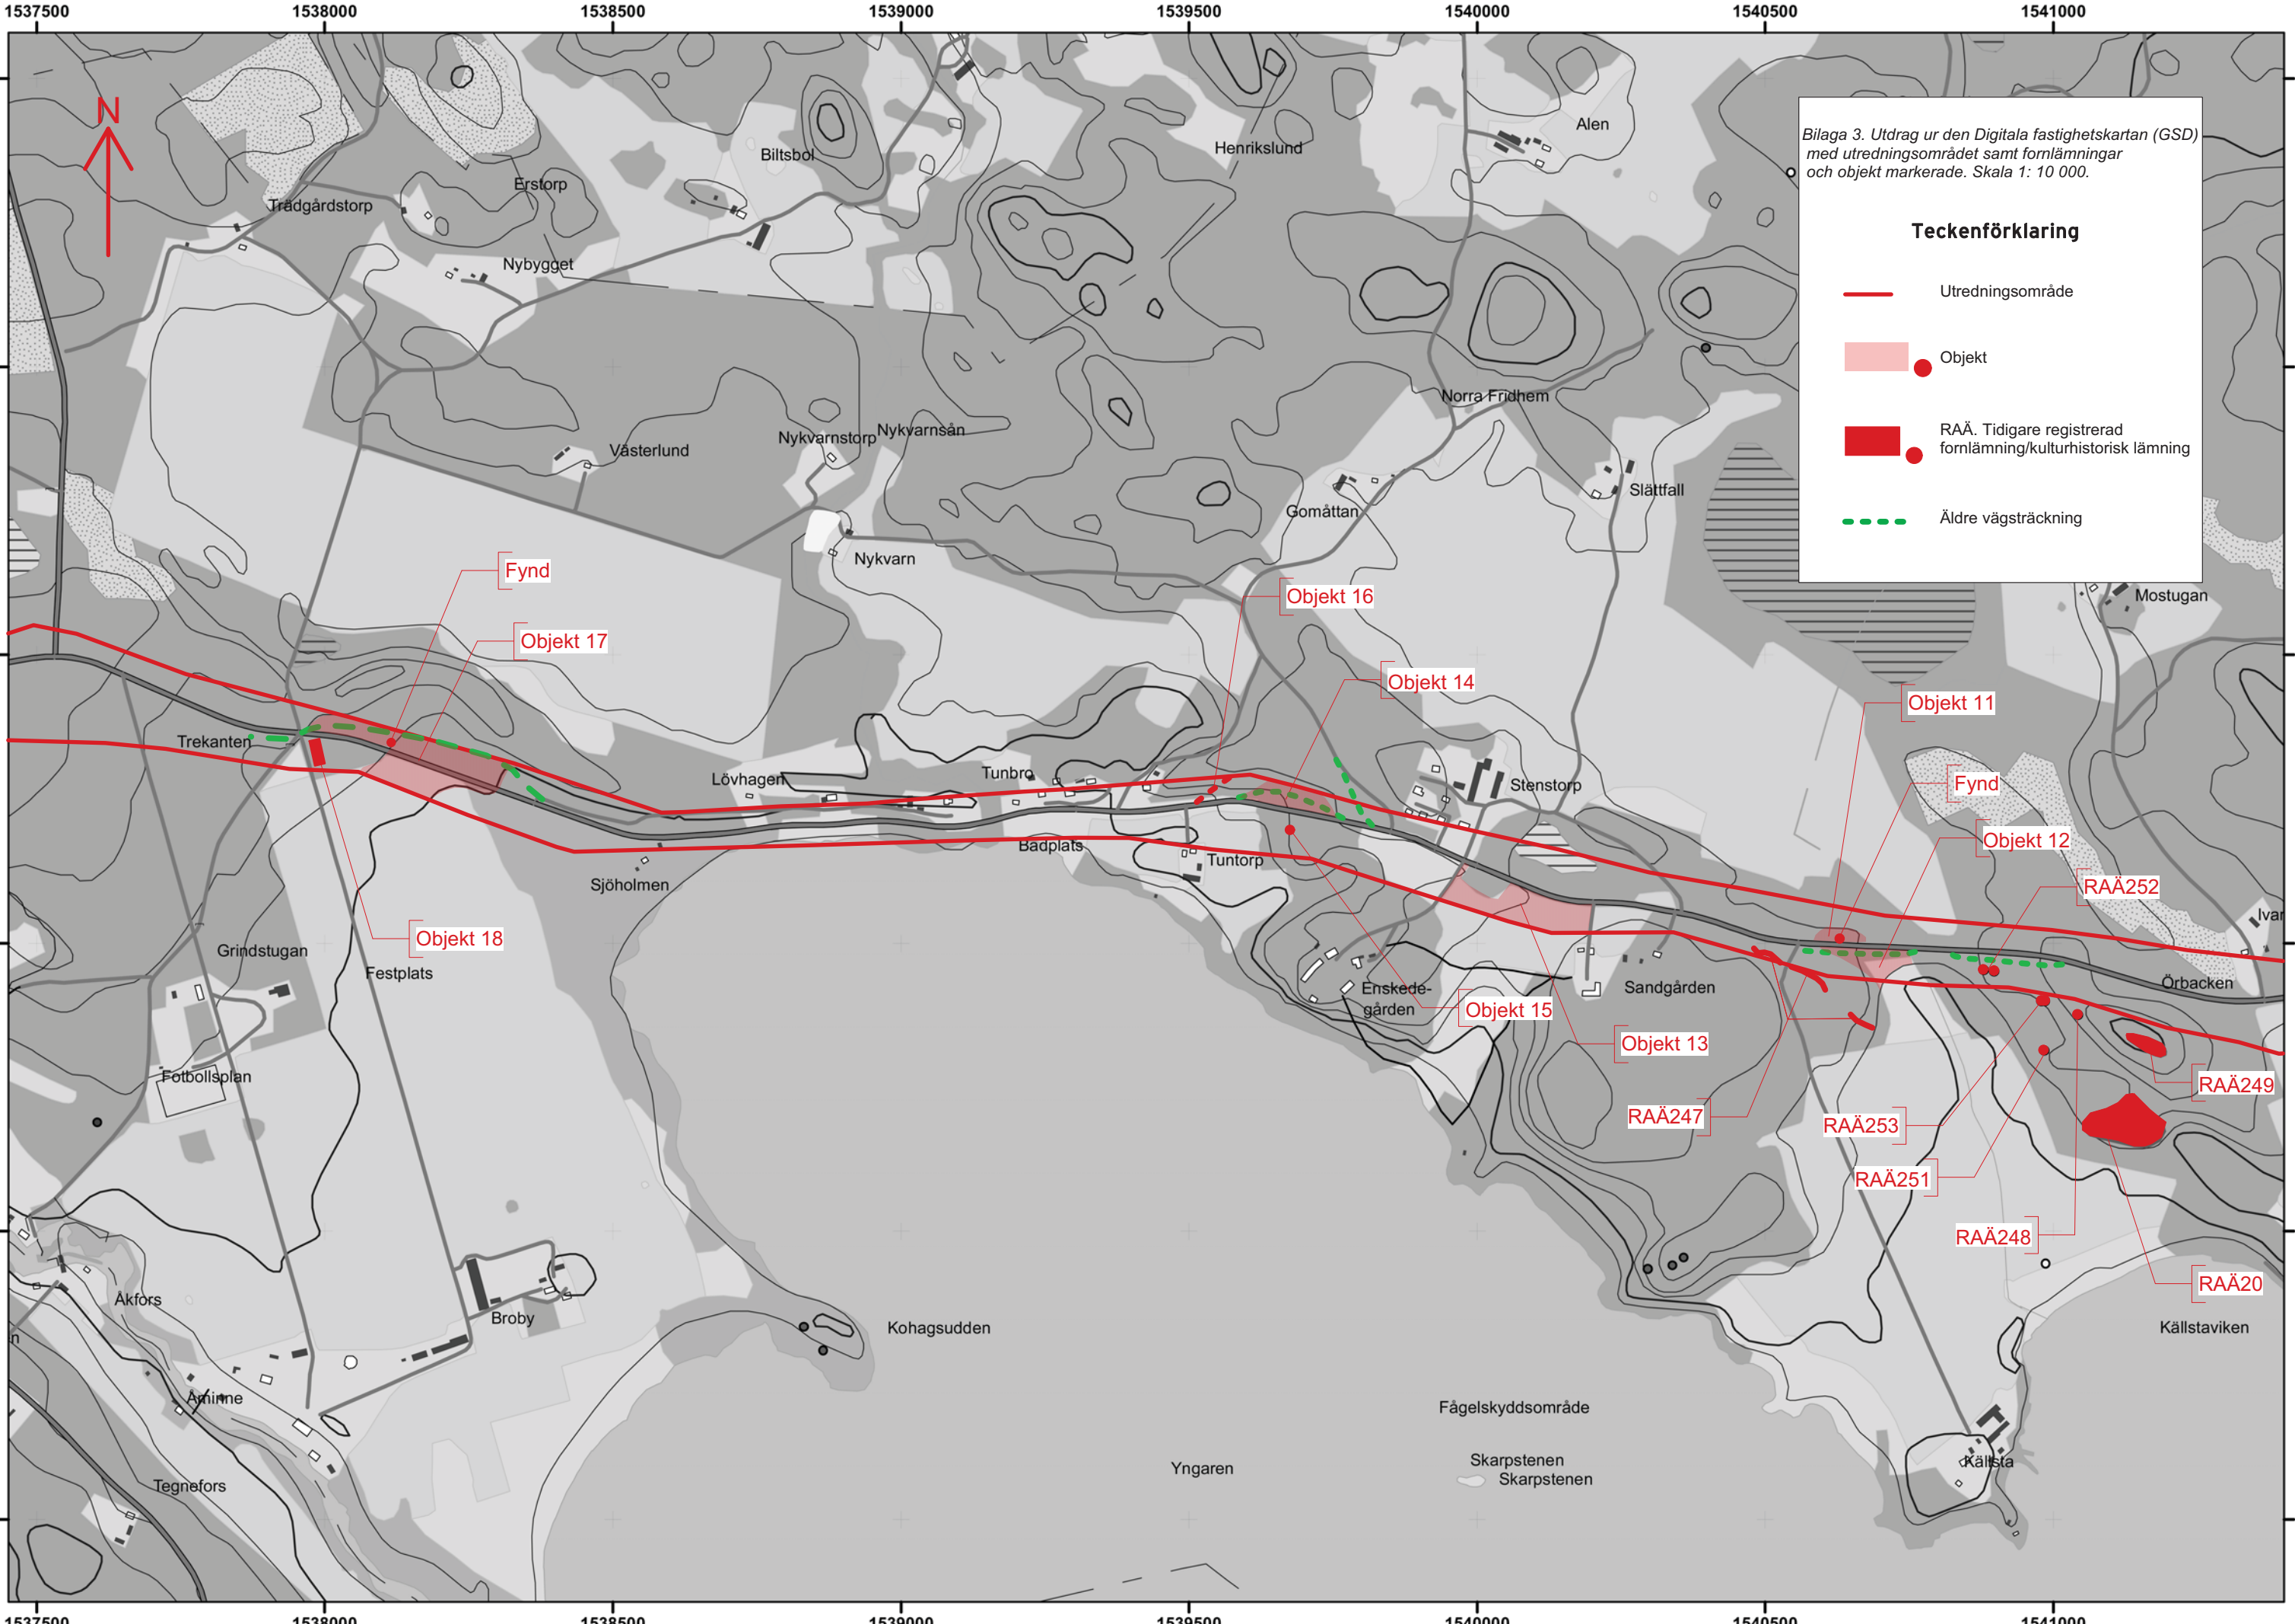 1537500 1538000 1538500 1539000 1539500 1540000 1540500 1541000
N
Alen
Bilaga 3. Utdrag ur den Digitala fastighetskartan (GSD)
med utredningsområdet samt fornlämningar
och objekt markerade. Skala 1: 10 000.
Teckenförklaring
Utredningsområde
Objekt
RAÄ. Tidigare registrerad
fornlämning/kulturhistorisk lämning
Äldre vägsträckning
Henrikslund
Biltsbol
Erstorp
Trädgårdstorp
Nybygget
Norra Fridhem
Nykvarnsån
Nykvarnstorp
Västerlund
Slättfall
Gomåttan
Nykvarn
Fynd
Objekt 16
Mostugan
Objekt 17
Objekt 14
Objekt 11
Trekanten
Lövhagen
Tunbro
Stenstorp
Fynd
Objekt 12
Badplats
Tuntorp
Sjöholmen
RAÄ252
Ivar
Objekt 18
Grindstugan
Festplats
Enskede-
gården
Sandgården
Örbacken
Objekt 15
Objekt 13
Fotbollsplan
RAÄ249
RAÄ247
RAÄ253
RAÄ251
RAÄ248
RAÄ20
Åkfors
Broby
Kohagsudden
Källstaviken
n
Åminne
Fågelskyddsområde
Skarpstenen
Yngaren
Skarpstenen
Källsta
Tegnefors
1537500 1538000 1538500 1539000 1539500 1540000 1540500 1541000